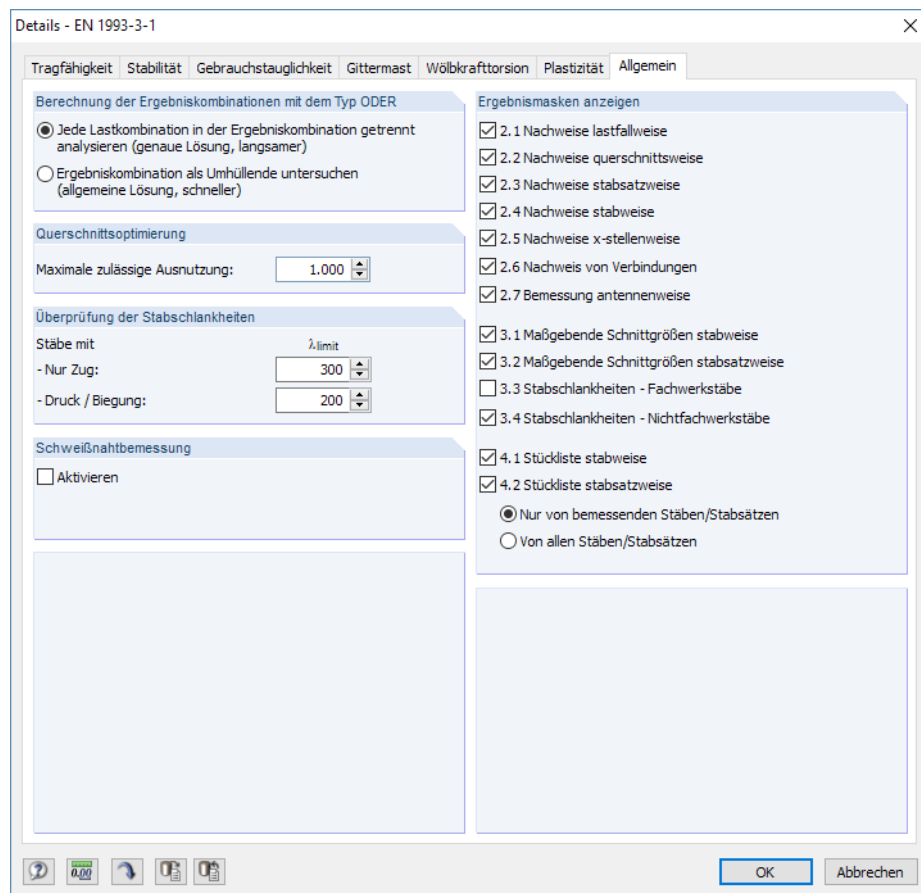 Details - EN 1993-3-1
Tragfähigkeit Stabilität Gebrauchstauglichkeit Gittermast Wölbkrafttorsion Plastizität Allgemein
Berechnung der Ergebniskombinationen mit dem Typ ODER
Jede Lastkombination in der Ergebniskombination getrennt
analysieren (genaue Lösung, langsamer)
Ergebniskombination als Umhüllende untersuchen
(allgemeine Lösung, schneller)
Querschnittsoptimierung
Maximale zulässige Ausnutzung: 1.000
Überprüfung der Stabschlankheiten
Stäbe mit λlimit
- Nur Zug: 300
- Druck / Biegung: 200
Schweißnahtbemessung
Aktivieren
Ergebnismasken anzeigen
2.1 Nachweise lastfallweise
2.2 Nachweise querschnittsweise
2.3 Nachweise stabsatzweise
2.4 Nachweise stabweise
2.5 Nachweise x-stellenweise
2.6 Nachweis von Verbindungen
2.7 Bemessung antennenweise
3.1 Maßgebende Schnittgrößen stabweise
3.2 Maßgebende Schnittgrößen stabsatzweise
3.3 Stabschlankheiten - Fachwerkstäbe
3.4 Stabschlankheiten - Nichtfachwerkstäbe
4.1 Stückliste stabweise
4.2 Stückliste stabsatzweise
Nur von bemessenden Stäben/Stabsätzen
Von allen Stäben/Stabsätzen
0.00
OK Abbrechen